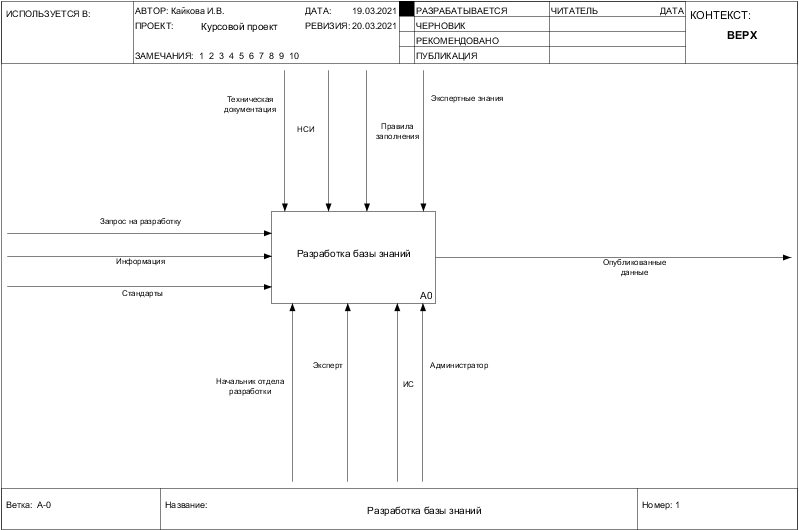 ИСПОЛЬЗУЕТСЯ В:
АВТОР: Кайкова И.В.
ДАТА: 19.03.2021
ПРОЕКТ: Курсовой проект
РЕВИЗИЯ: 20.03.2021
ЗАМЕЧАНИЯ: 1 2 3 4 5 6 7 8 9 10
РАЗРАБАТЫВАЕТСЯ
ЧЕРНОВИК
РЕКОМЕНДОВАНО
ПУБЛИКАЦИЯ
ЧИТАТЕЛЬ
ДАТА
КОНТЕКСТ:
ВЕРХ
Техническая
документация
НСИ
Правила
заполнения
Экспертные знания
Запрос на разработку
Информация
Стандарты
Разработка базы знаний
A0
Опубликованные
данные
Начальник отдела
разработки
Эксперт
ИС
Администратор
Ветка: А-0
Название:
Разработка базы знаний
Номер: 1